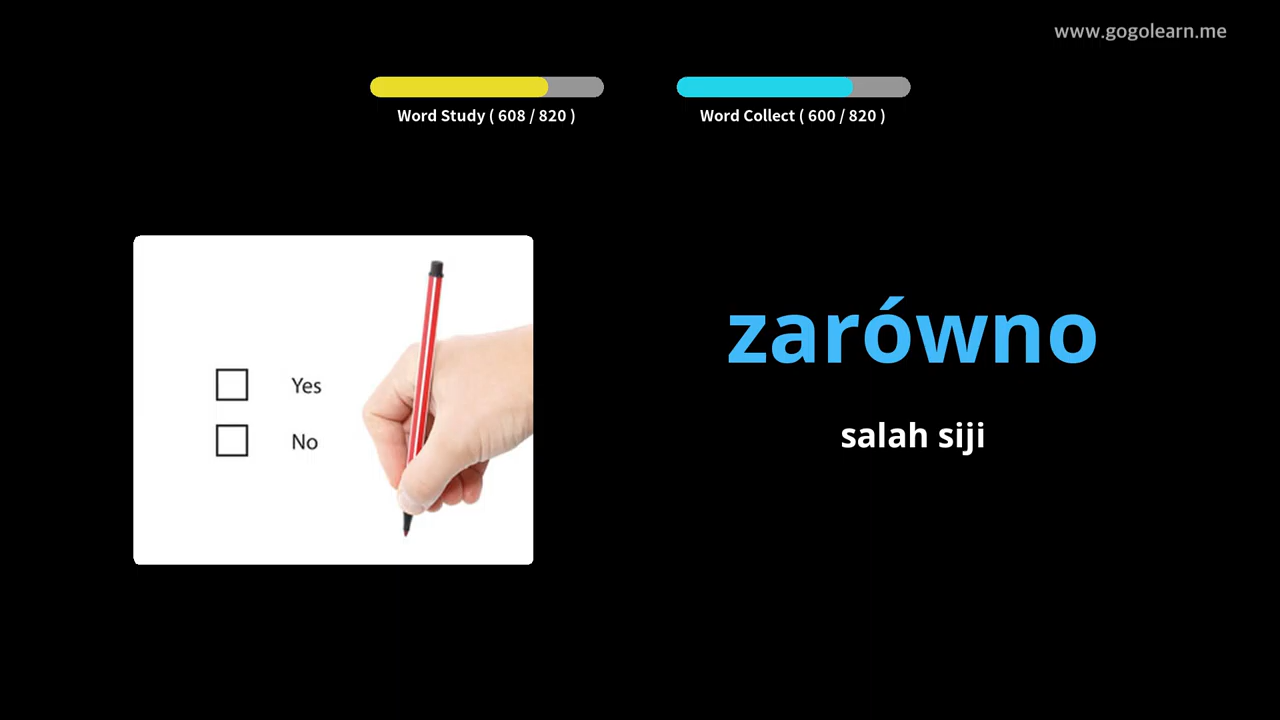 www.gogolearn.me
Word Study ( 608 / 820 )
Word Collect ( 600 / 820 )
Yes
No
zarówno
salah siji